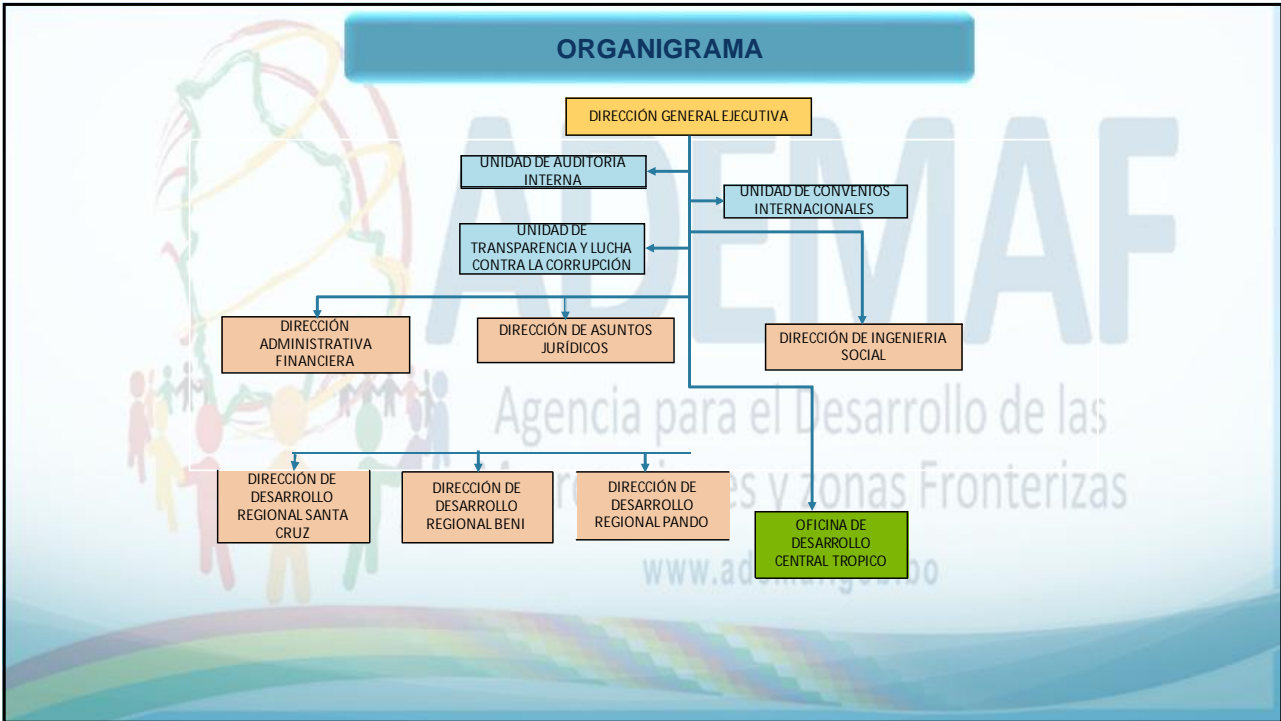 ORGANIGRAMA
DIRECCIÓN GENERAL EJECUTIVA
UNIDAD DE AUDITORIA
INTERNA
UNIDAD DE CONVENIOS
INTERNACIONALES
UNIDAD DE
TRANSPARENCIA Y LUCHA
CONTRA LA CORRUPCIÓN
DIRECCIÓN
ADMINISTRATIVA
FINANCIERA
DIRECCIÓN DE ASUNTOS
JURÍDICOS
DIRECCIÓN DE INGENIERIA
SOCIAL
DIRECCIÓN DE
DESARROLLO
REGIONAL SANTA
CRUZ
DIRECCIÓN DE
DESARROLLO
REGIONAL BENI
DIRECCIÓN DE
DESARROLLO
REGIONAL PANDO
OFICINA DE
DESARROLLO
CENTRAL TROPICO
ADEMAF
Agencia para el Desarrollo de las
y zonas Fronterizas